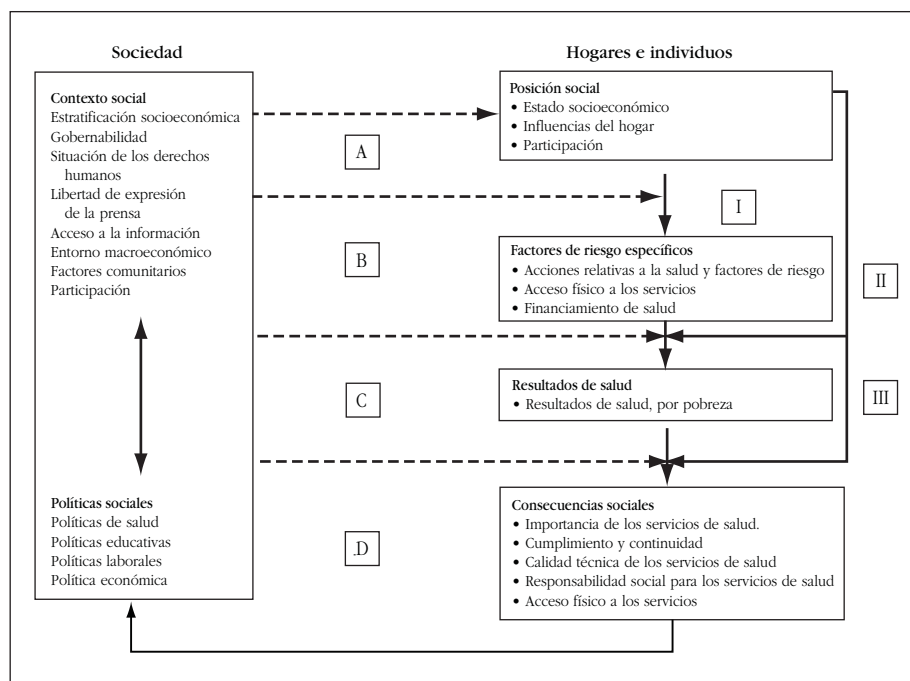 Sociedad
Contexto social
Estratificación socioeconómica
Gobernabilidad
Situación de los derechos
humanos
Libertad de expresión
de la prensa
Acceso a la información
Entorno macroeconómico
Factores comunitarios
Participación
Políticas sociales
Políticas de salud
Políticas educativas
Políticas laborales
Política económica
A
B
C
.D
Hogares e individuos
Posición social
• Estado socioeconómico
• Influencias del hogar
• Participación
I
Factores de riesgo específicos
• Acciones relativas a la salud y factores de riesgo
• Acceso físico a los servicios
• Financiamiento de salud
II
Resultados de salud
• Resultados de salud, por pobreza
III
Consecuencias sociales
• Importancia de los servicios de salud.
• Cumplimiento y continuidad
• Calidad técnica de los servicios de salud
• Responsabilidad social para los servicios de salud
• Acceso físico a los servicios